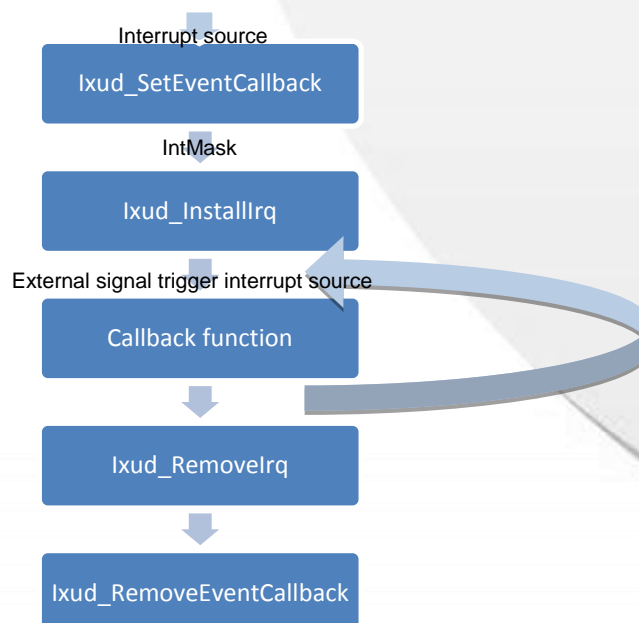 Interrupt source
Ixud_SetEventCallback
IntMask
Ixud_InstallIrq
External signal trigger interrupt source
Callback function
Ixud_RemoveIrq
Ixud_RemoveEventCallback